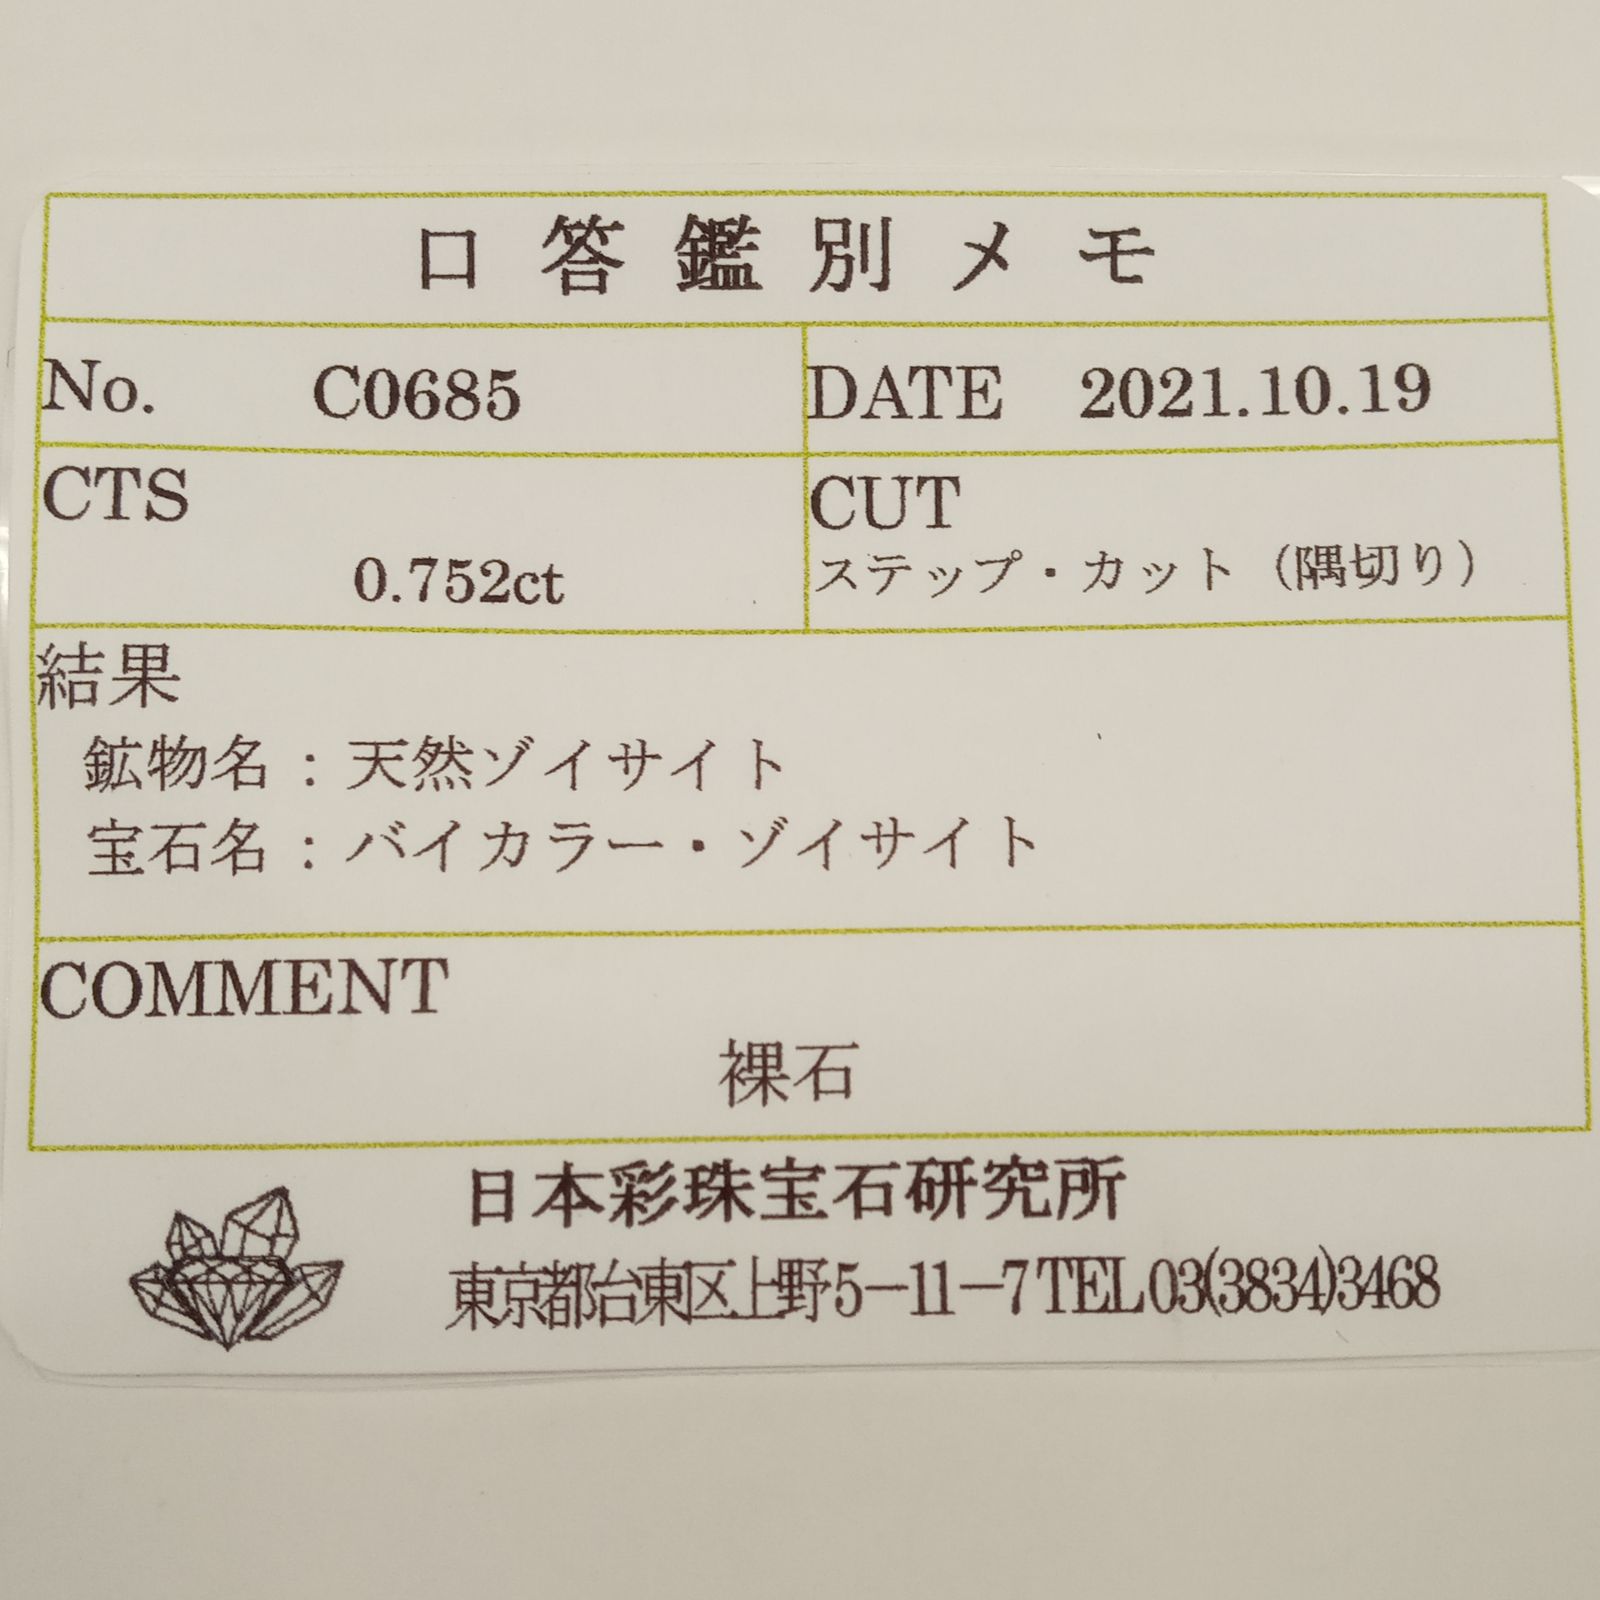 口答鑑別メモ
No. C0685
DATE 2021.10.19
CTS
0.752ct
CUT
ステップ・カット（隅切り）
結果
鉱物名：天然ゾイサイト
宝石名：バイカラー・ゾイサイト
COMMENT
裸石
日本彩珠宝石研究所
東京都台東区上野5－11－7 TEL 03(3834)3468